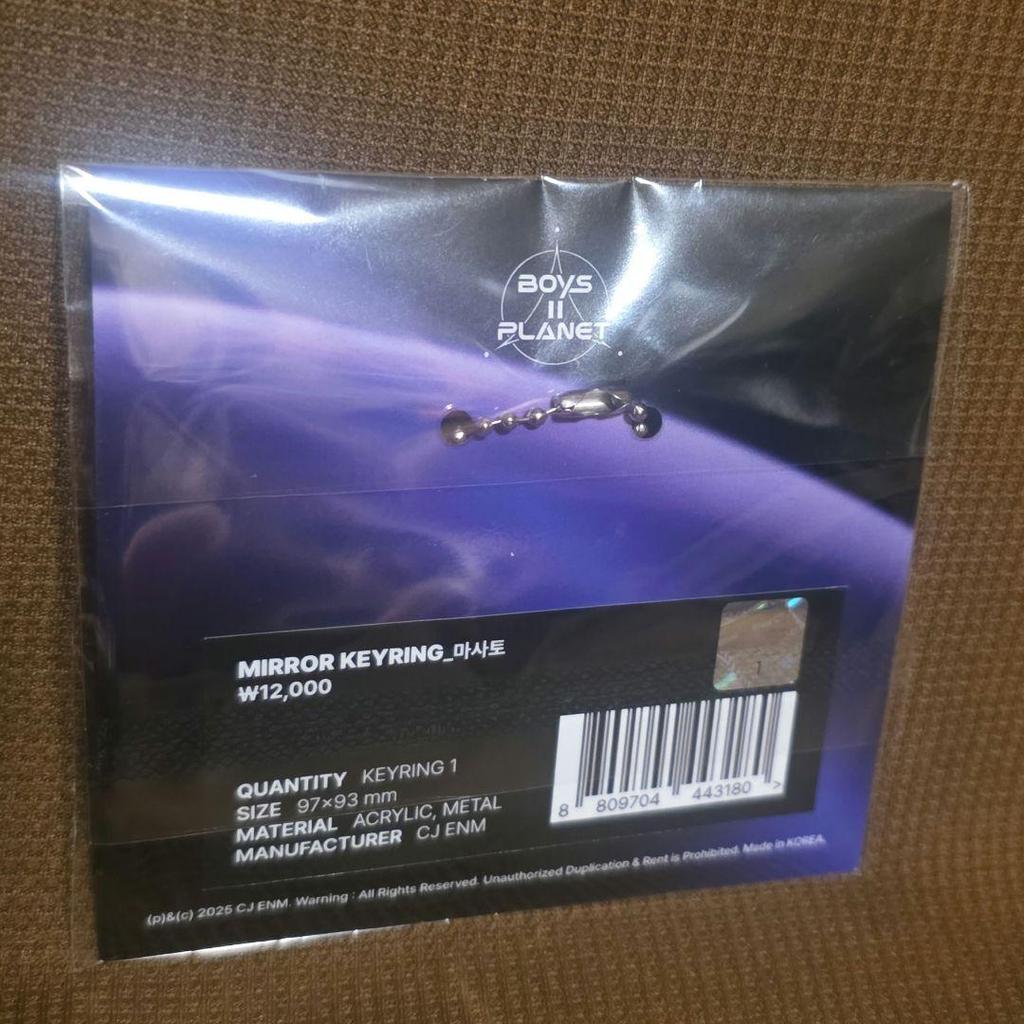 BOYS
II
PLANET
MIRROR KEYRING_마사토
₩12,000
1
QUANTITY KEYRING 1
SIZE 97×93 mm
MATERIAL ACRYLIC, METAL
MANUFACTURER CJ ENM
8 809704 443180 >
(p)&(c) 2025 CJ ENM. Warning : All Rights Reserved. Unauthorized Duplication & Rent is Prohibited. Made in KOREA.